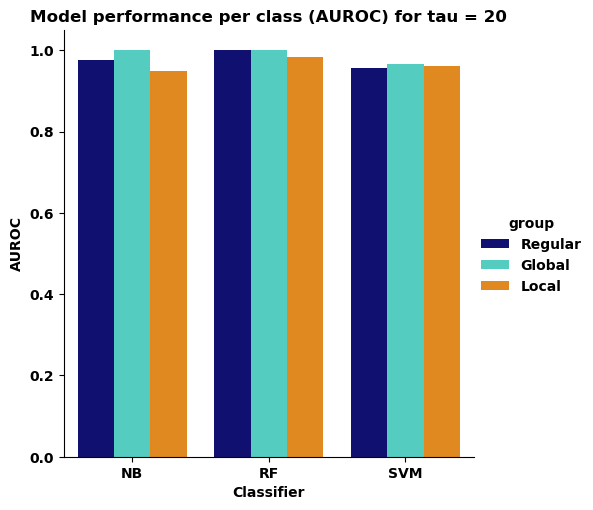 Model performance per class (AUROC) for tau = 20
1.0
0.8
0.6
0.4
0.2
0.0
AUROC
NB RF SVM
Classifier
group
Regular
Global
Local